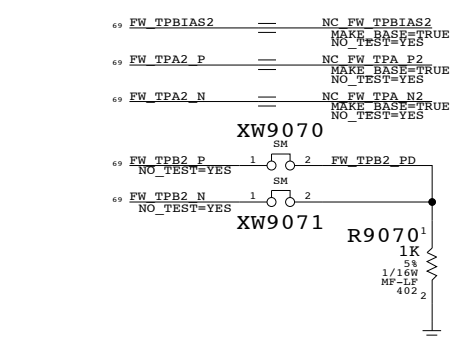 69 FW_TPBIAS2 NC_FW_TPBIAS2
MAKE_BASE=TRUE
NO_TEST=YES
69 FW_TPA2_P NC_FW_TPA_P2
MAKE_BASE=TRUE
NO_TEST=YES
69 FW_TPA2_N NC_FW_TPA_N2
MAKE_BASE=TRUE
NO_TEST=YES
XW9070
SM
69 FW_TPB2_P 1 2 FW_TPB2_PD
NO_TEST=YES
SM
69 FW_TPB2_N 1 2
NO_TEST=YES
XW9071
R9070 1
1K
5%
1/16W
MF-LF
402 2